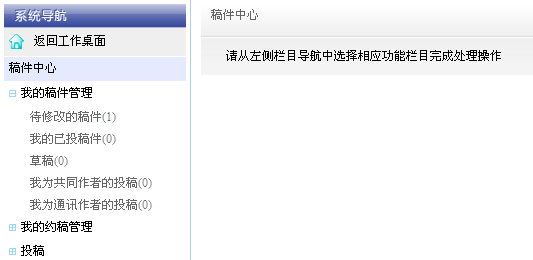 系统导航
返回工作桌面
稿件中心
我的稿件管理
待修改的稿件(1)
我的已投稿件(0)
草稿(0)
我为共同作者的投稿(0)
我为通讯作者的投稿(0)
我的约稿管理
投稿
稿件中心
请从左侧栏目导航中选择相应功能栏目完成处理操作